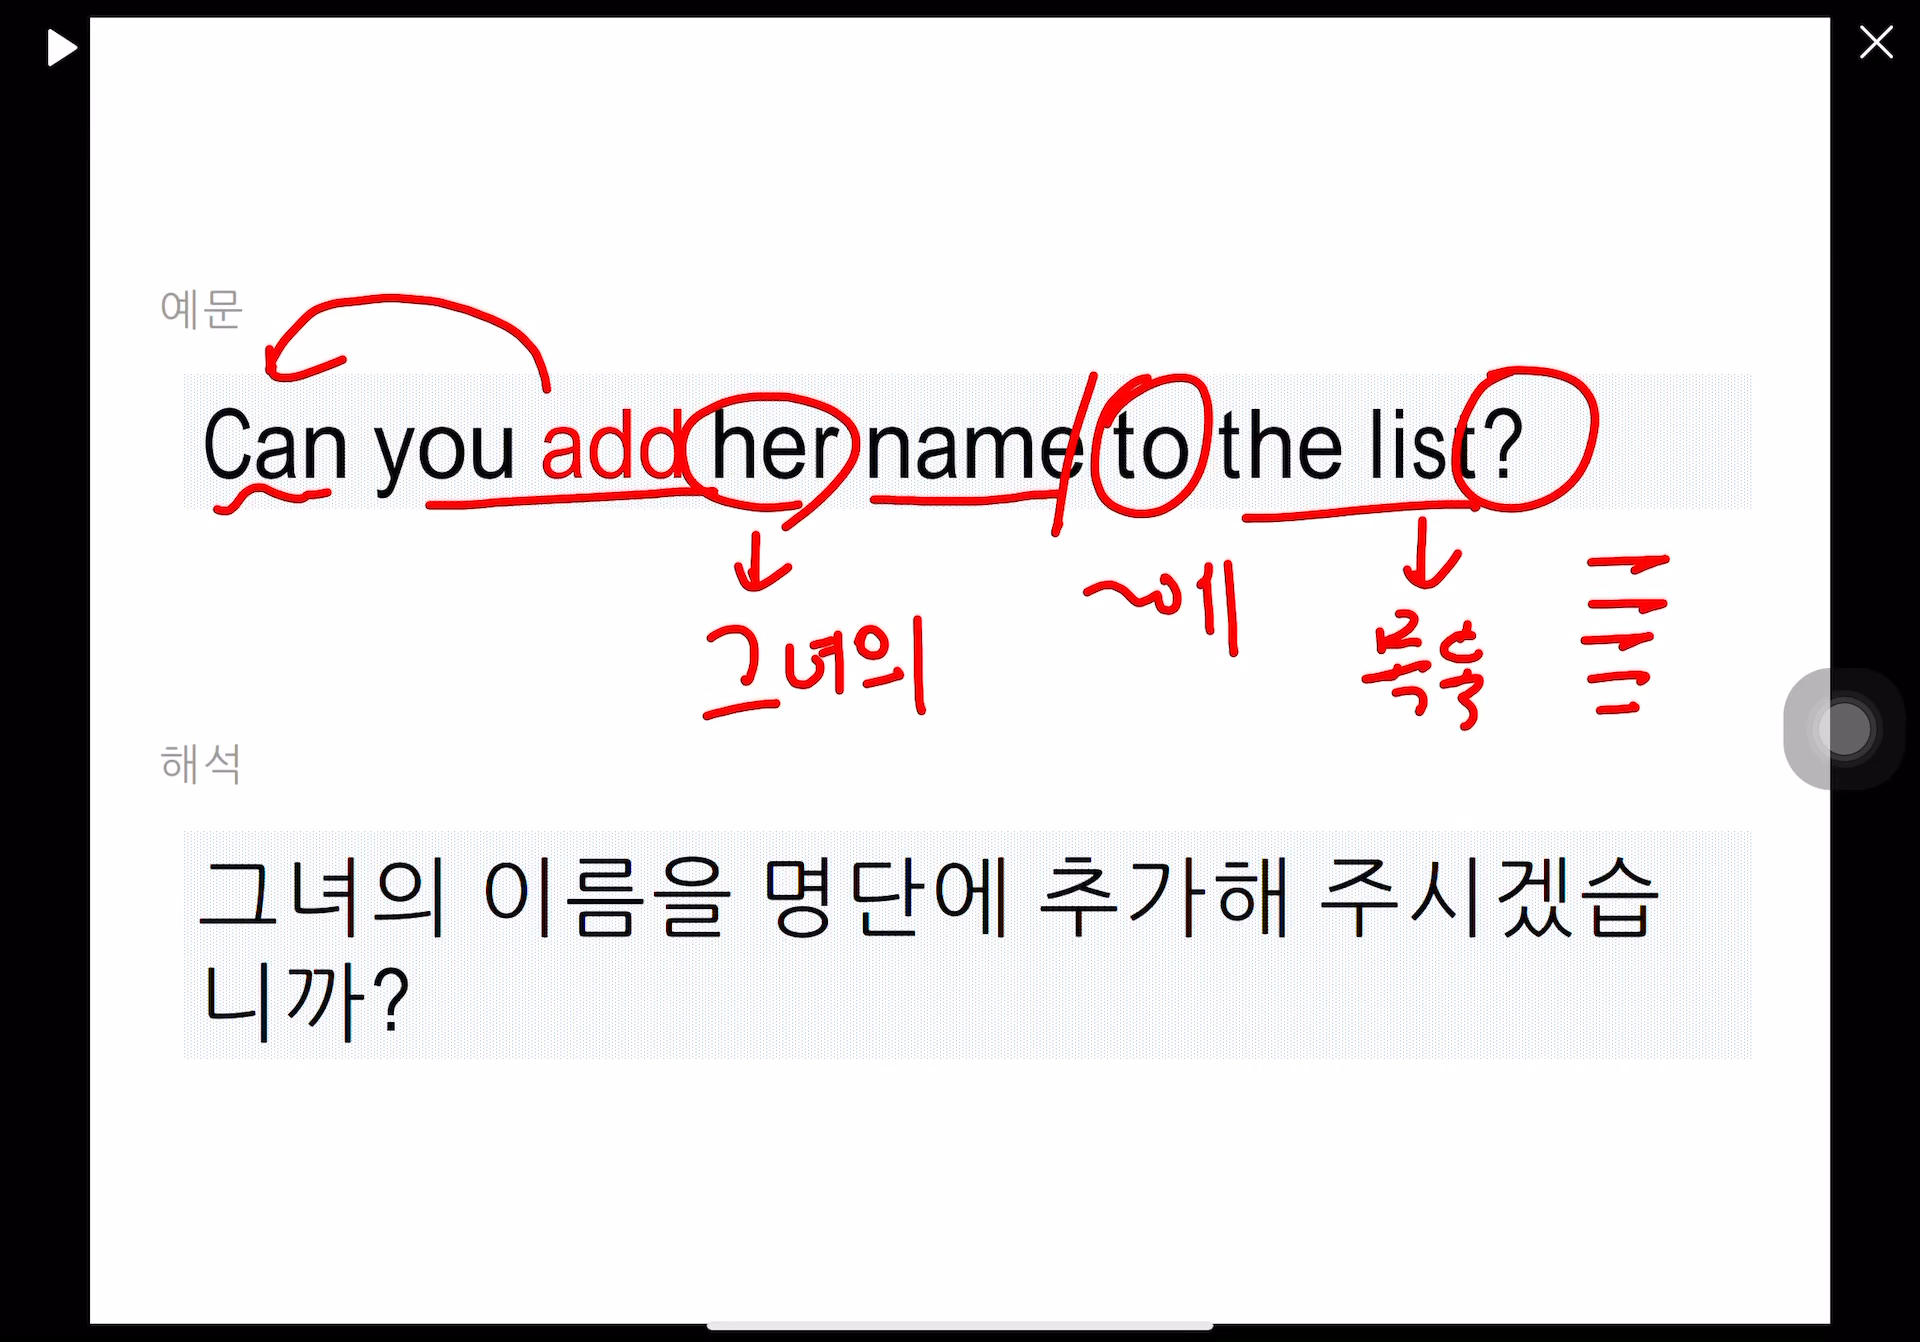 예문
Can you add her name to the list?
그녀의
~에
목록
해석
그녀의 이름을 명단에 추가해 주시겠습
니까?